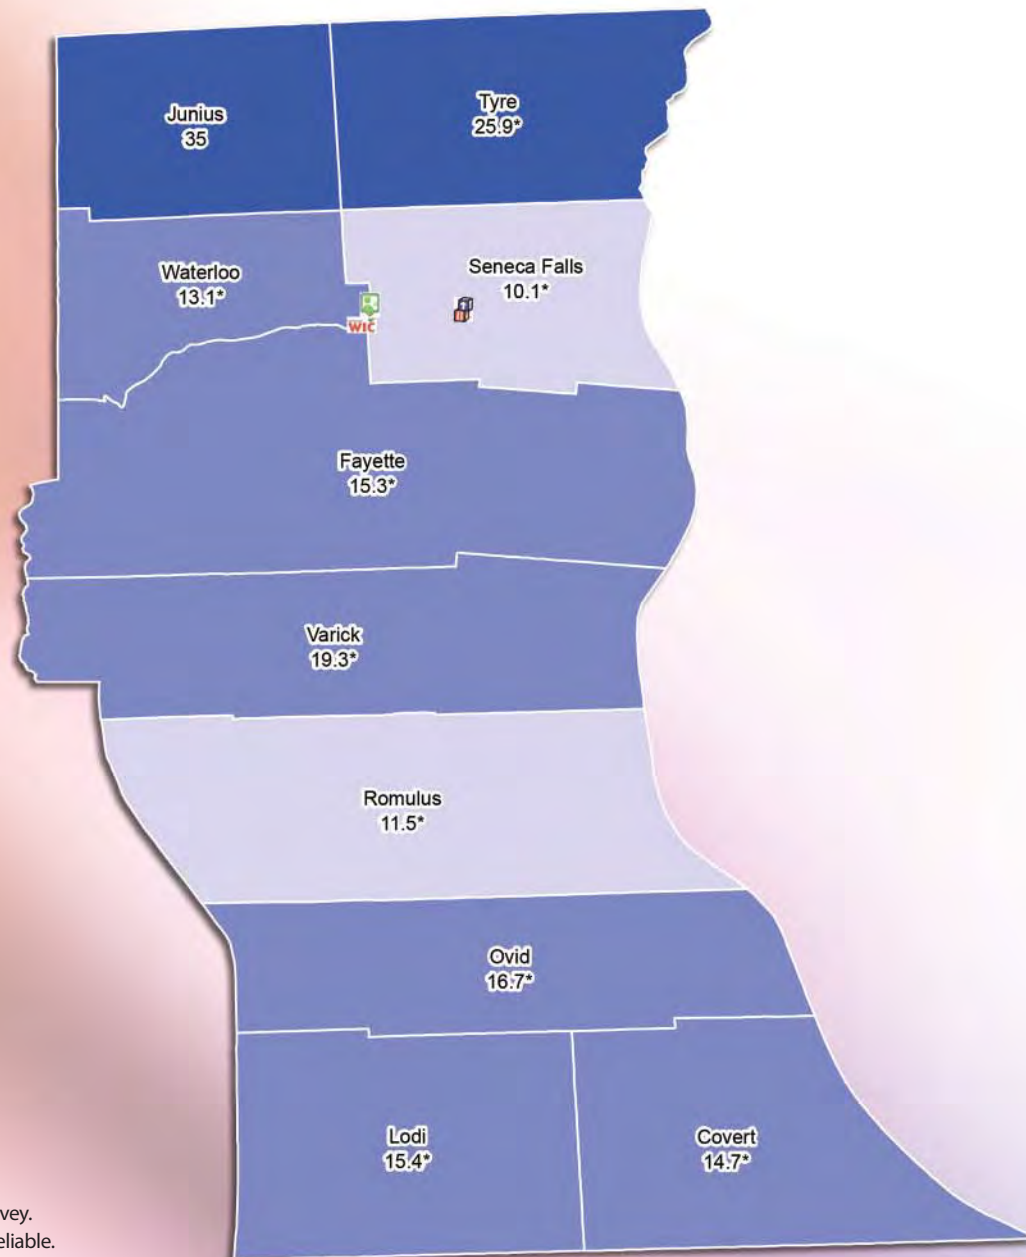 Junius
35
Tyre
25.9*
Waterloo
13.1*
Seneca Falls
10.1*
WIC
Fayette
15.3*
Varick
19.3*
Romulus
11.5*
Ovid
16.7*
Lodi
15.4*
Covert
14.7*
vey.
eliable.